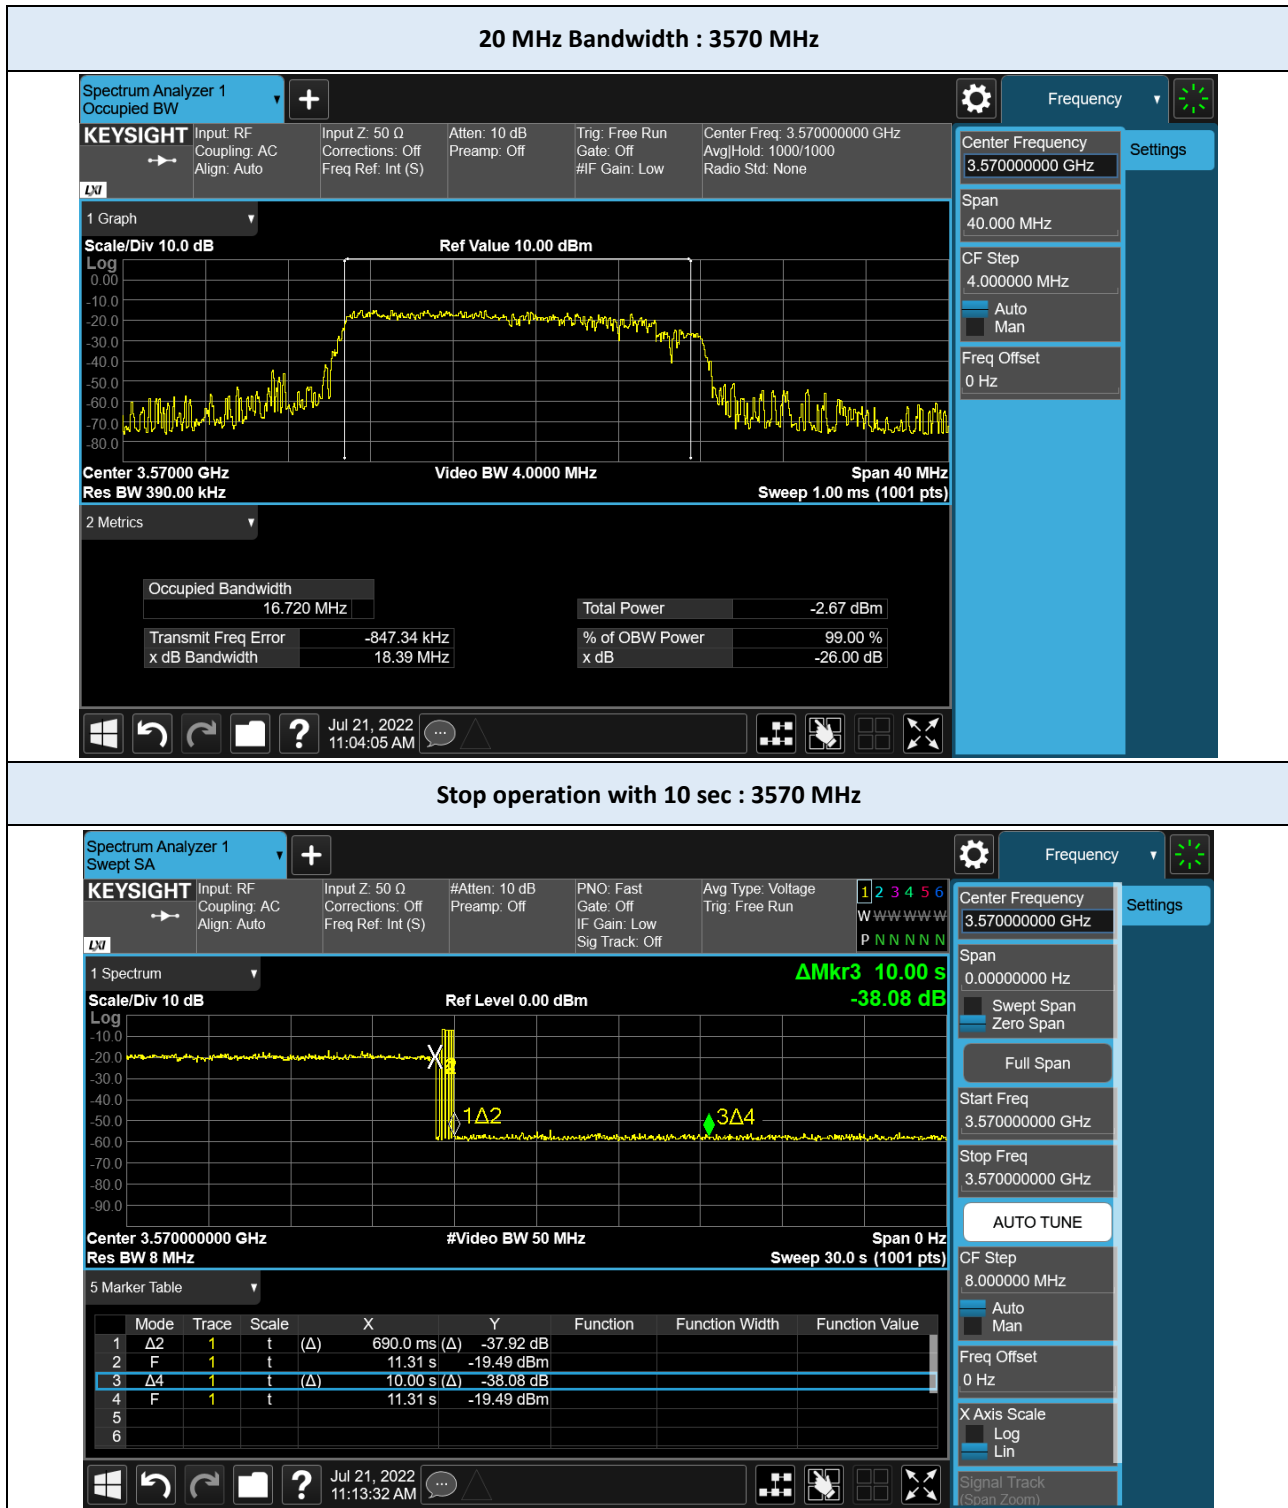 20 MHz Bandwidth : 3570 MHz
Spectrum Analyzer 1
Occupied BW
Frequency
KEYSIGHT
LXI
Input: RF
Coupling: AC
Align: Auto
Input Z: 50 Ω
Corrections: Off
Freq Ref: Int (S)
Atten: 10 dB
Preamp: Off
Trig: Free Run
Gate: Off
#IF Gain: Low
Center Freq: 3.570000000 GHz
Avg|Hold: 1000/1000
Radio Std: None
Center Frequency
3.570000000 GHz
Settings
Span
40.000 MHz
CF Step
4.000000 MHz
Auto
Man
Freq Offset
0 Hz
1 Graph
Scale/Div 10.0 dB
Ref Value 10.00 dBm
Log
0.00
-10.0
-20.0
-30.0
-40.0
-50.0
-60.0
-70.0
-80.0
Center 3.57000 GHz
Video BW 4.0000 MHz
Span 40 MHz
Res BW 390.00 kHz
Sweep 1.00 ms (1001 pts)
2 Metrics
Occupied Bandwidth
16.720 MHz
Total Power -2.67 dBm
Transmit Freq Error -847.34 kHz
% of OBW Power 99.00 %
x dB Bandwidth 18.39 MHz
x dB -26.00 dB
Jul 21, 2022
11:04:05 AM
Stop operation with 10 sec : 3570 MHz
Spectrum Analyzer 1
Swept SA
Frequency
KEYSIGHT
LXI
Input: RF
Coupling: AC
Align: Auto
Input Z: 50 Ω
Corrections: Off
Freq Ref: Int (S)
#Atten: 10 dB
Preamp: Off
PNO: Fast
Gate: Off
IF Gain: Low
Sig Track: Off
Avg Type: Voltage
Trig: Free Run
1 2 3 4 5 6
W W W W W W
P N N N N N
Center Frequency
3.570000000 GHz
Settings
Span
0.00000000 Hz
Swept Span
Zero Span
Full Span
Start Freq
3.570000000 GHz
Stop Freq
3.570000000 GHz
AUTO TUNE
CF Step
8.000000 MHz
Auto
Man
Freq Offset
0 Hz
X Axis Scale
Log
Lin
Signal Track
(Span Zoom)
1 Spectrum
ΔMkr3 10.00 s
-38.08 dB
Scale/Div 10 dB
Ref Level 0.00 dBm
Log
-10.0
-20.0
-30.0
-40.0
-50.0
-60.0
-70.0
-80.0
-90.0
X
1Δ2
3Δ4
Center 3.570000000 GHz
#Video BW 50 MHz
Span 0 Hz
Res BW 8 MHz
Sweep 30.0 s (1001 pts)
5 Marker Table
Mode Trace Scale X Y Function Function Width Function Value
1 Δ2 1 t (Δ) 690.0 ms (Δ) -37.92 dB
2 F 1 t 11.31 s -19.49 dBm
3 Δ4 1 t (Δ) 10.00 s (Δ) -38.08 dB
4 F 1 t 11.31 s -19.49 dBm
5
6
Jul 21, 2022
11:13:32 AM